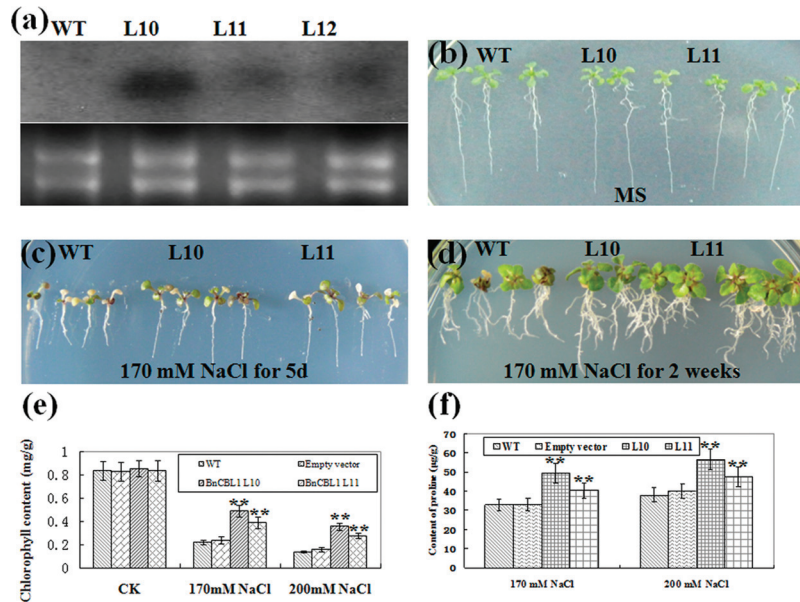 (a)
WT L10 L11 L12
(b)
WT L10 L11
MS
(c)
WT L10 L11
170 mM NaCl for 5d
(d)
WT L10 L11
170 mM NaCl for 2 weeks
(e)
Chlorophyll content (mg/g)
1
0.8
0.6
0.4
0.2
0
WT Empty vector
BnCBL1 L10 BnCBL1 L11
** **
** **
CK 170mM NaCl 200mM NaCl
(f)
Content of proline (µg/g)
70
60
50
40
30
20
10
0
WT Empty vector L10 L11
** **
** **
170 mM NaCl 200 mM NaCl